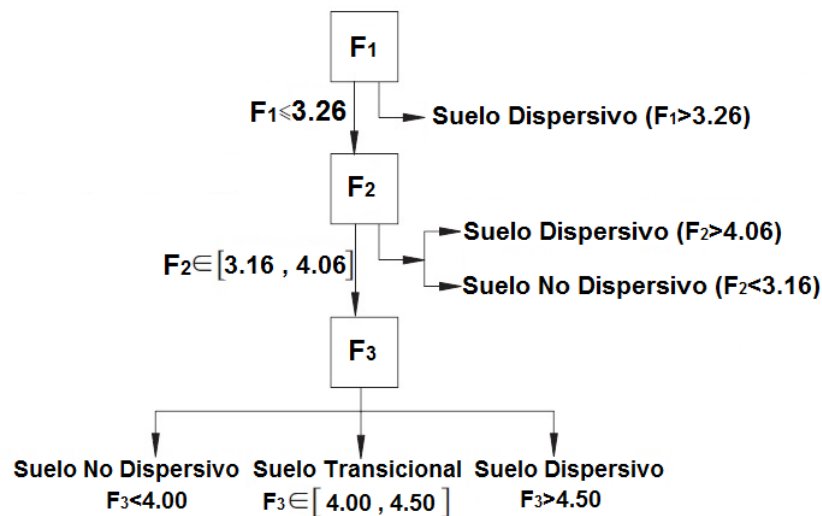 F₁
F₁⩽3.26
Suelo Dispersivo (F₁>3.26)
F₂
Suelo Dispersivo (F₂>4.06)
F₂∈[3.16 , 4.06]
Suelo No Dispersivo (F₂<3.16)
F₃
Suelo No Dispersivo
F₃<4.00
Suelo Transicional
F₃∈[ 4.00 , 4.50 ]
Suelo Dispersivo
F₃>4.50